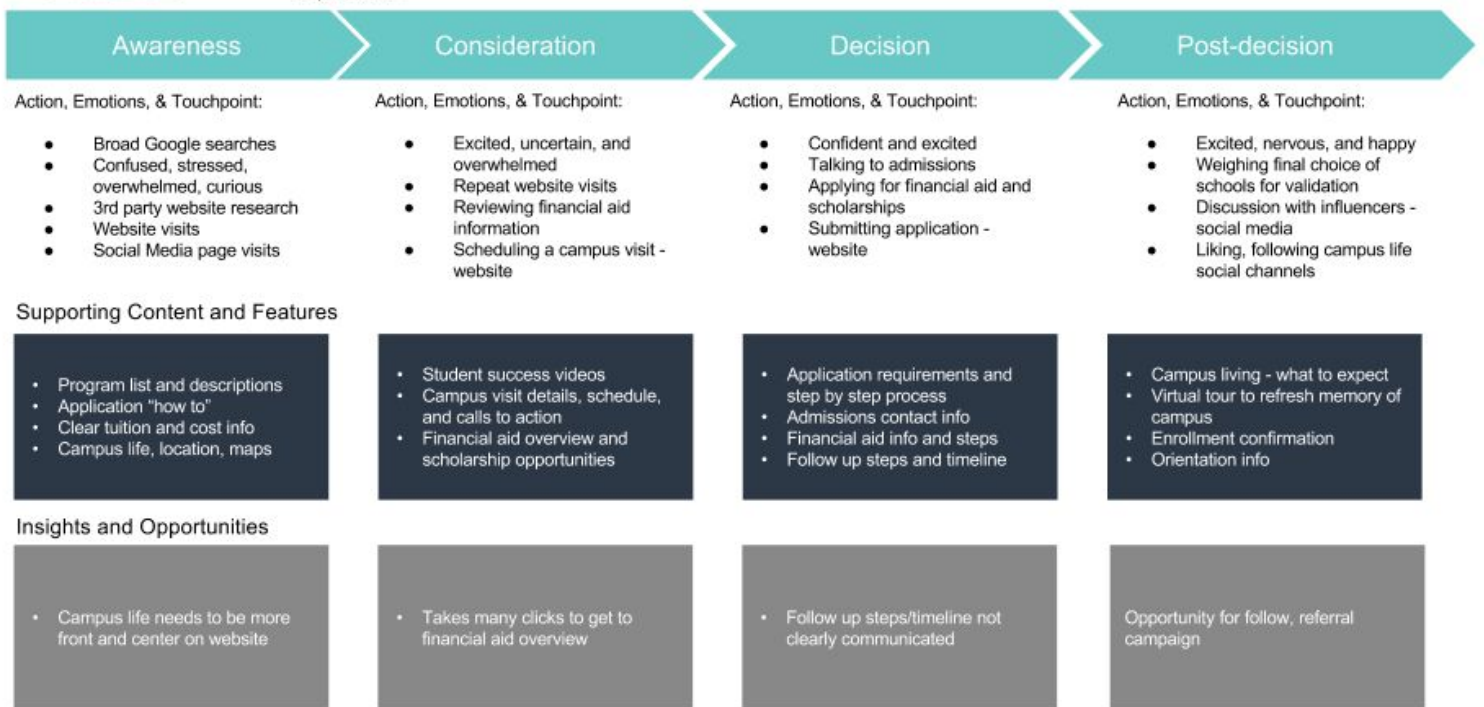 Awareness
Consideration
Decision
Post-decision
Action, Emotions, & Touchpoint:
• Broad Google searches
• Confused, stressed,
overwhelmed, curious
• 3rd party website research
• Website visits
• Social Media page visits
Action, Emotions, & Touchpoint:
• Excited, uncertain, and
overwhelmed
• Repeat website visits
• Reviewing financial aid
information
• Scheduling a campus visit -
website
Action, Emotions, & Touchpoint:
• Confident and excited
• Talking to admissions
• Applying for financial aid and
scholarships
• Submitting application -
website
Action, Emotions, & Touchpoint:
• Excited, nervous, and happy
• Weighing final choice of
schools for validation
• Discussion with influencers -
social media
• Liking, following campus life
social channels
Supporting Content and Features
• Program list and descriptions
• Application “how to”
• Clear tuition and cost info
• Campus life, location, maps
• Student success videos
• Campus visit details, schedule,
and calls to action
• Financial aid overview and
scholarship opportunities
• Application requirements and
step by step process
• Admissions contact info
• Financial aid info and steps
• Follow up steps and timeline
• Campus living - what to expect
• Virtual tour to refresh memory of
campus
• Enrollment confirmation
• Orientation info
Insights and Opportunities
• Campus life needs to be more
front and center on website
• Takes many clicks to get to
financial aid overview
• Follow up steps/timeline not
clearly communicated
Opportunity for follow, referral
campaign